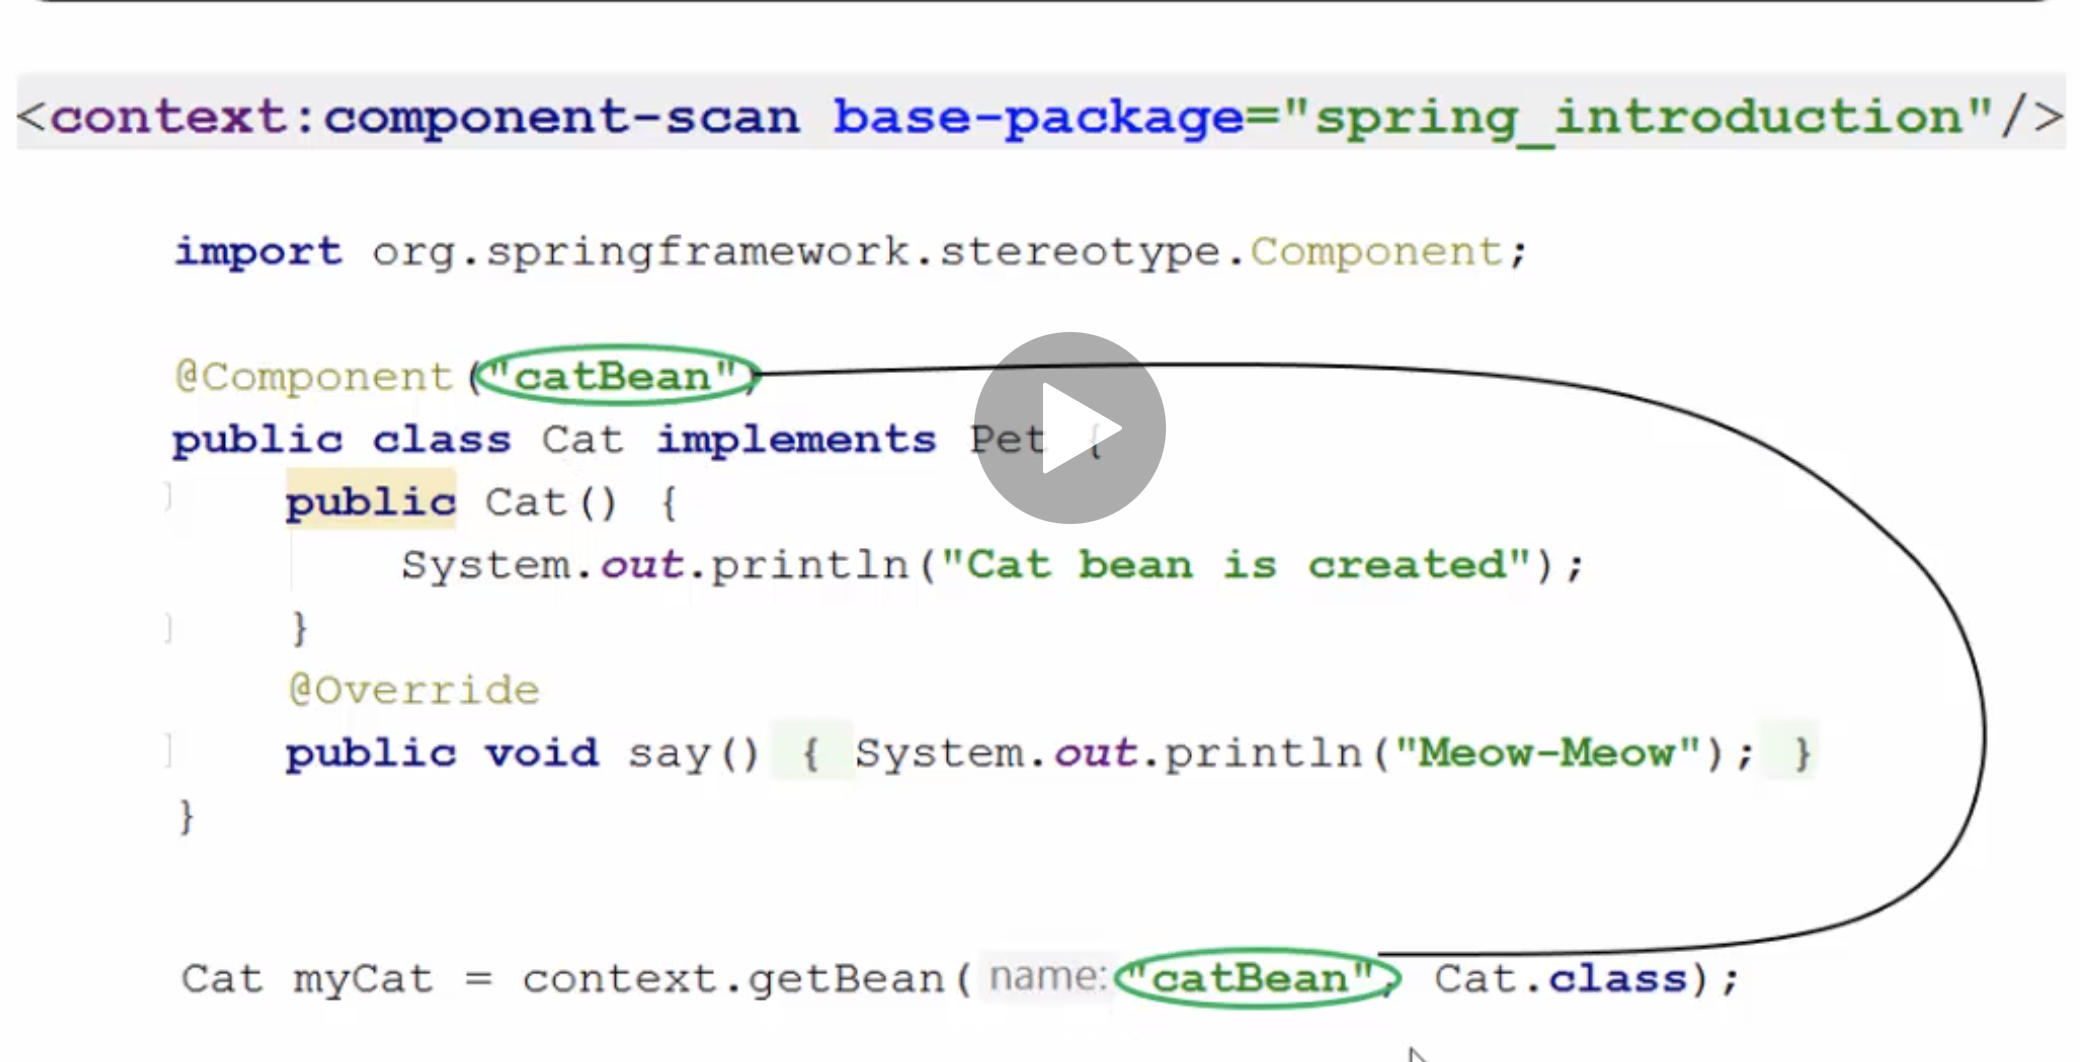 <context:component-scan base-package="spring_introduction"/>
import org.springframework.stereotype.Component;
@Component("catBean")
public class Cat implements Pet {
public Cat() {
System.out.println("Cat bean is created");
}
@Override
public void say() { System.out.println("Meow-Meow"); }
}
Cat myCat = context.getBean( name: "catBean", Cat.class);